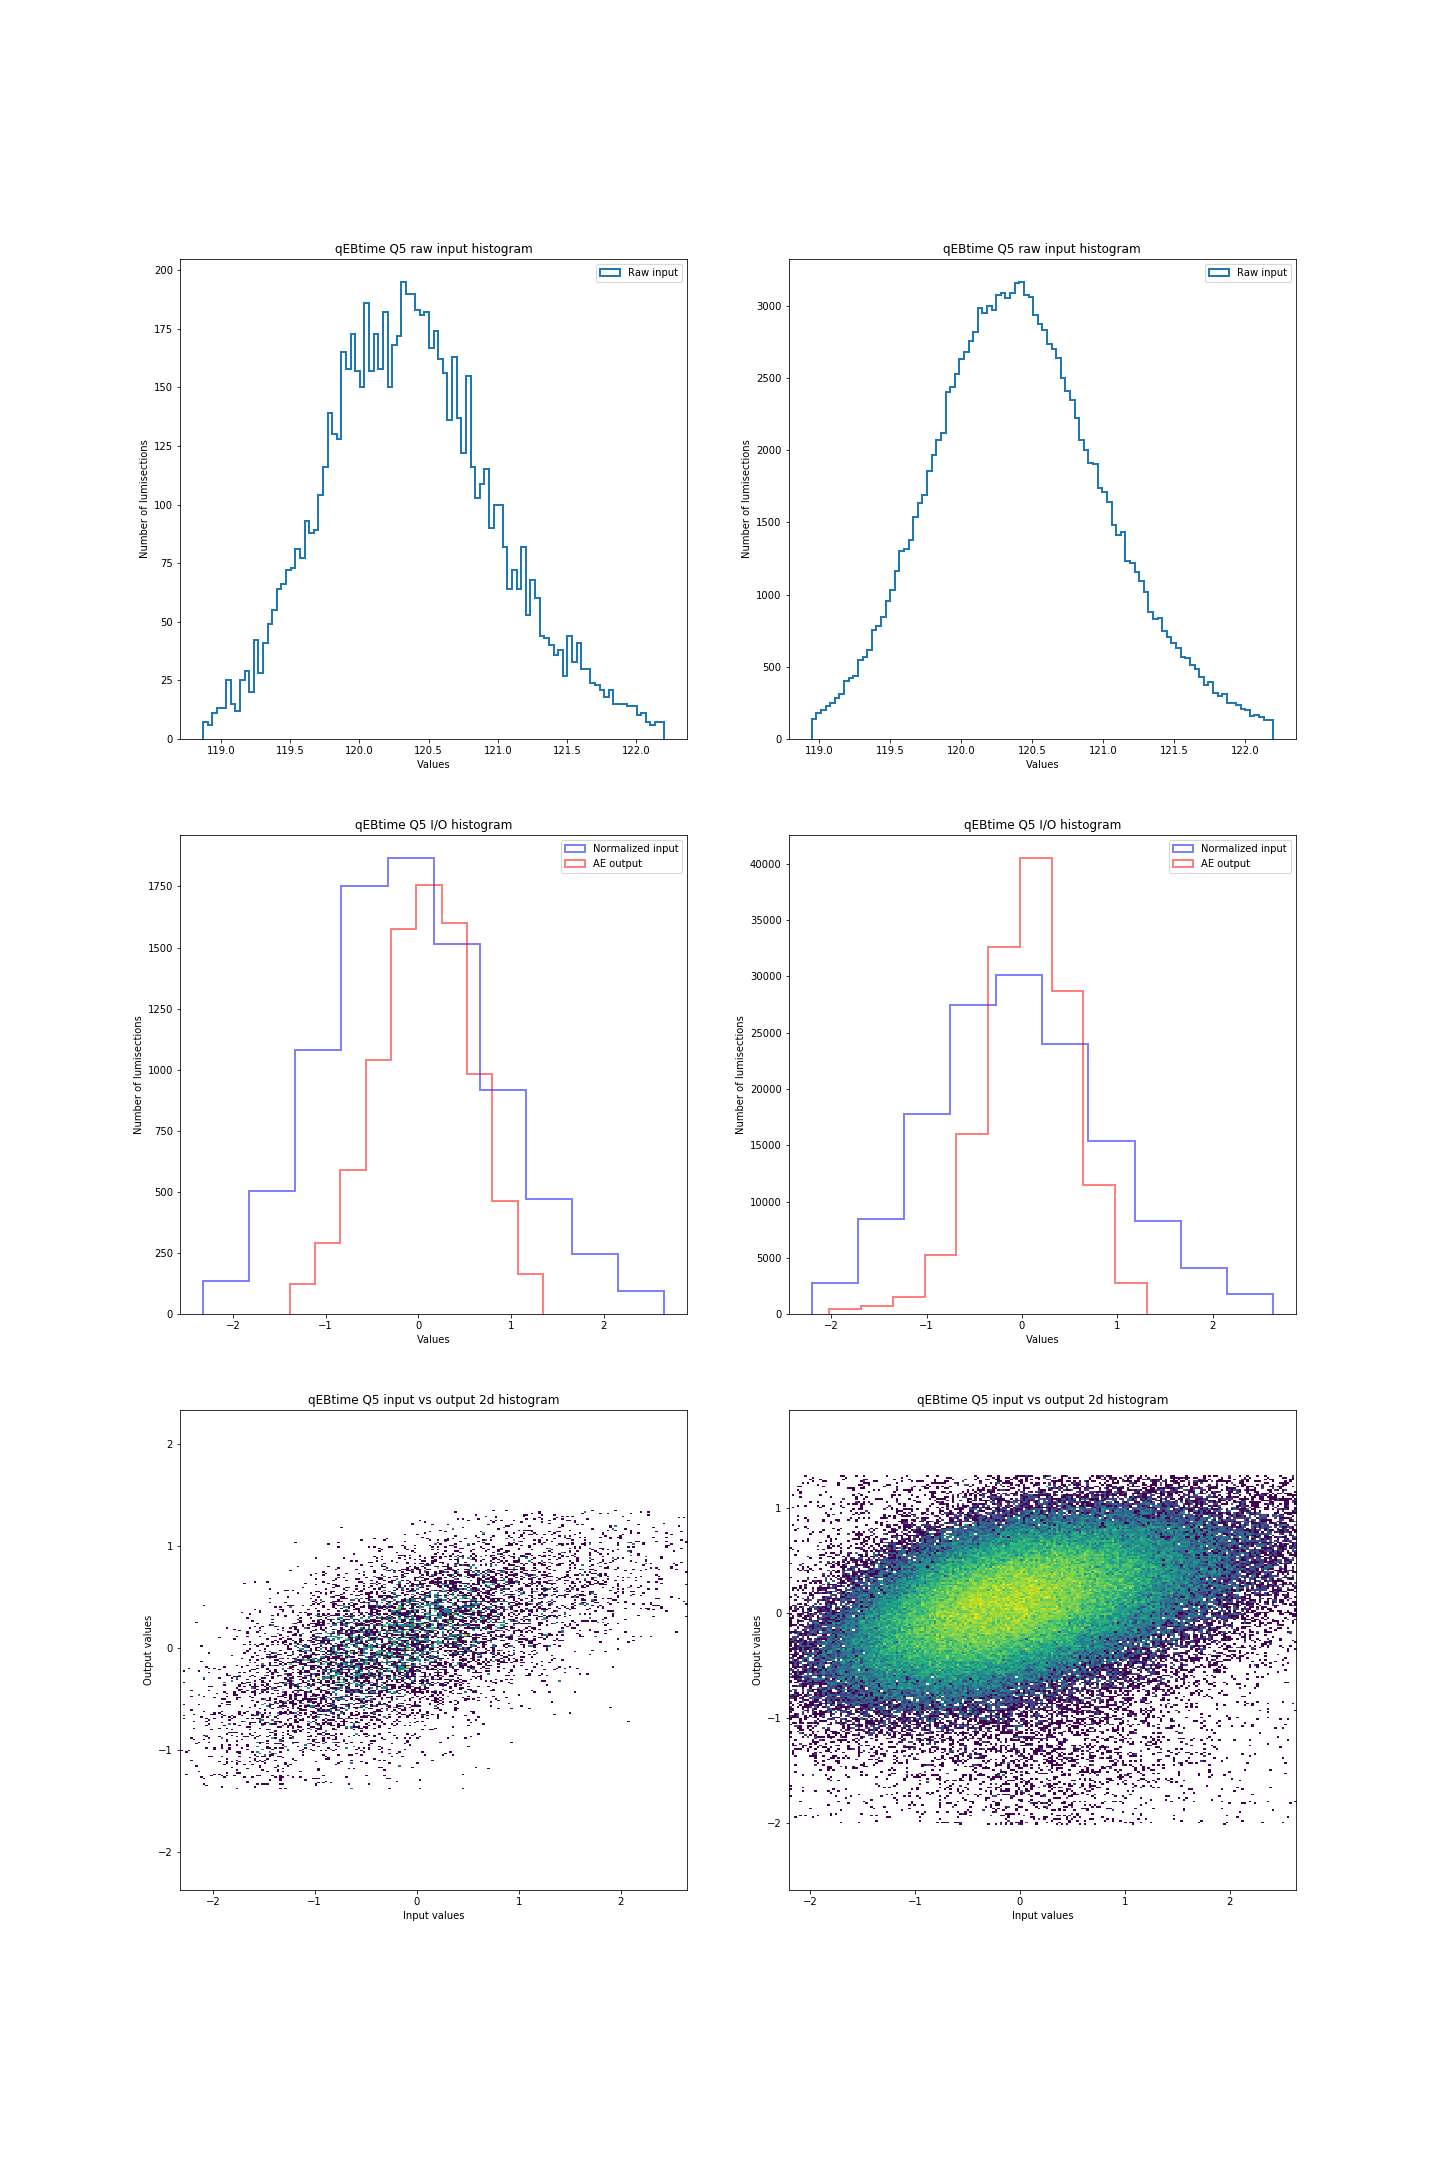 qEBtime Q5 raw input histogram
Raw input
200
175
150
125
100
75
50
25
0
Number of lumisections
119.0 119.5 120.0 120.5 121.0 121.5 122.0
Values
qEBtime Q5 raw input histogram
Raw input
3000
2500
2000
1500
1000
500
0
Number of lumisections
119.0 119.5 120.0 120.5 121.0 121.5 122.0
Values
qEBtime Q5 I/O histogram
Normalized input
AE output
1750
1500
1250
1000
750
500
250
0
Number of lumisections
−2 −1 0 1 2
Values
qEBtime Q5 I/O histogram
Normalized input
AE output
40000
35000
30000
25000
20000
15000
10000
5000
0
Number of lumisections
−2 −1 0 1 2
Values
qEBtime Q5 input vs output 2d histogram
2
1
0
−1
−2
Output values
−2 −1 0 1 2
Input values
qEBtime Q5 input vs output 2d histogram
1
0
−1
−2
Output values
−2 −1 0 1 2
Input values